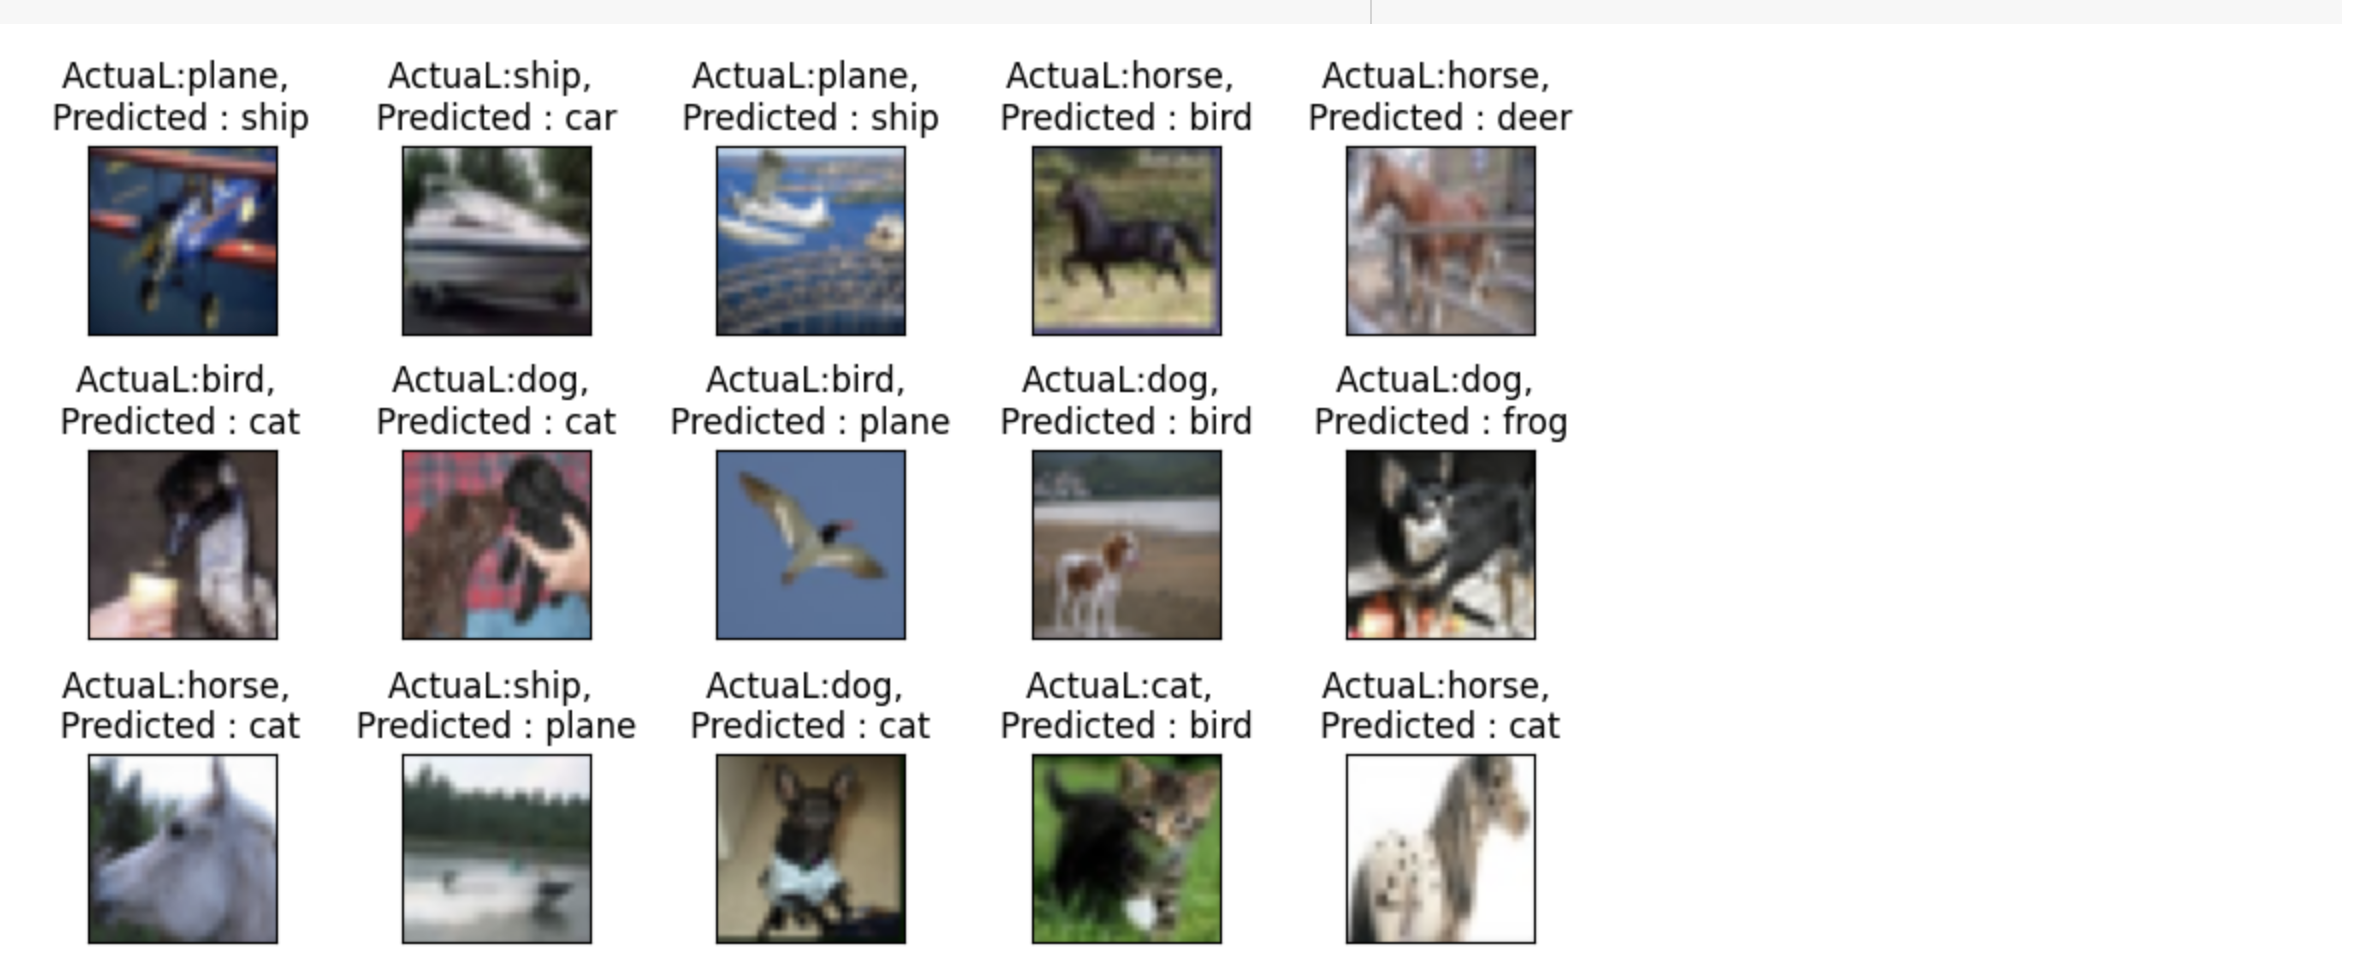 ActuaL:plane,
Predicted : ship
ActuaL:ship,
Predicted : car
ActuaL:plane,
Predicted : ship
ActuaL:horse,
Predicted : bird
ActuaL:horse,
Predicted : deer
ActuaL:bird,
Predicted : cat
ActuaL:dog,
Predicted : cat
ActuaL:bird,
Predicted : plane
ActuaL:dog,
Predicted : bird
ActuaL:dog,
Predicted : frog
ActuaL:horse,
Predicted : cat
ActuaL:ship,
Predicted : plane
ActuaL:dog,
Predicted : cat
ActuaL:cat,
Predicted : bird
ActuaL:horse,
Predicted : cat